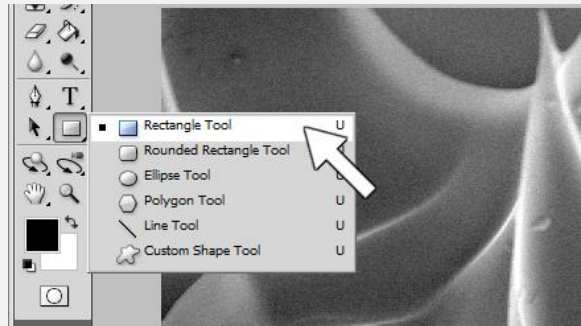 T
Rectangle Tool U
Rounded Rectangle Tool
Ellipse Tool U
Polygon Tool U
Line Tool U
Custom Shape Tool U